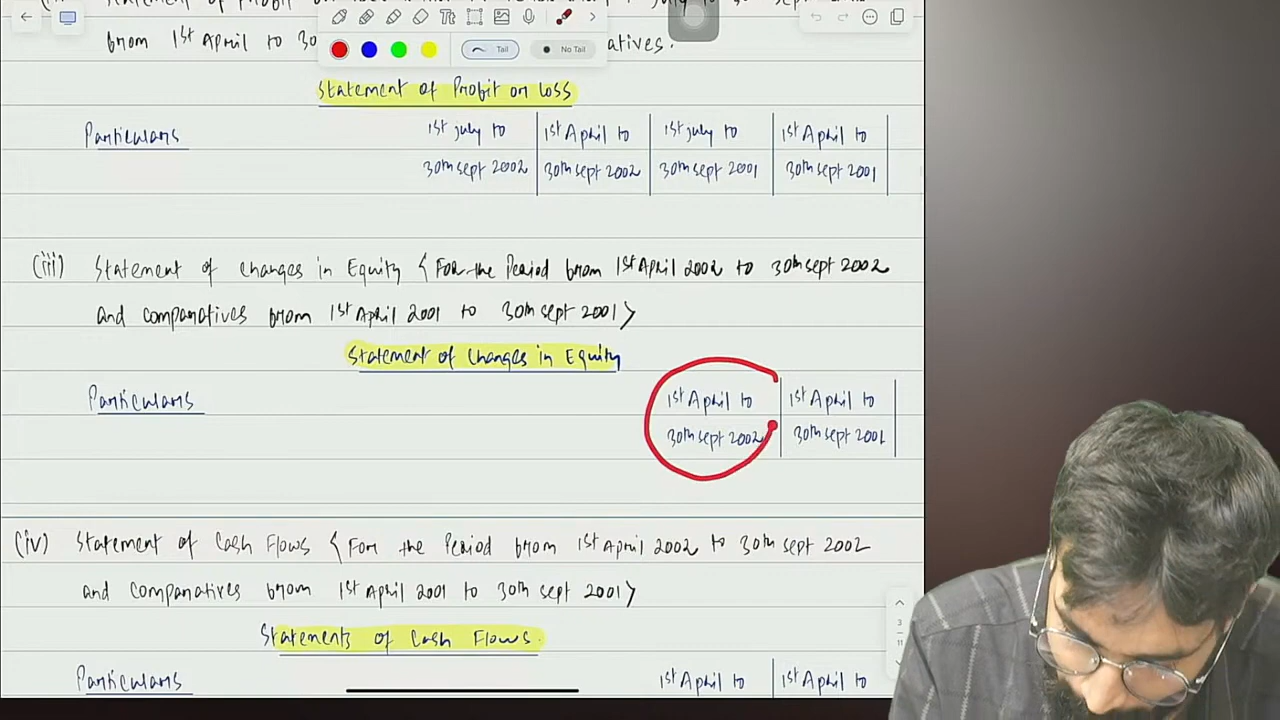 Tail
No Tail
from 1st April to 30
atives.
Statement of Profit or Loss
Particulars
1st July to
1st April to
1st July to
1st April to
30th Sept 2002
30th Sept 2002
30th Sept 2001
30th Sept 2001
(iii) Statement of Changes in Equity {For the Period from 1st April 2002 to 30th Sept 2002
and comparatives from 1st April 2001 to 30th Sept 2001}
Statement of Changes in Equity
Particulars
1st April to
1st April to
30th Sept 2002
30th Sept 2001
(iv) Statement of Cash Flows {For the Period from 1st April 2002 to 30th Sept 2002
and comparatives from 1st April 2001 to 30th Sept 2001}
3
11
Statements of Cash Flows.
Particulars
1st April to
1st April to